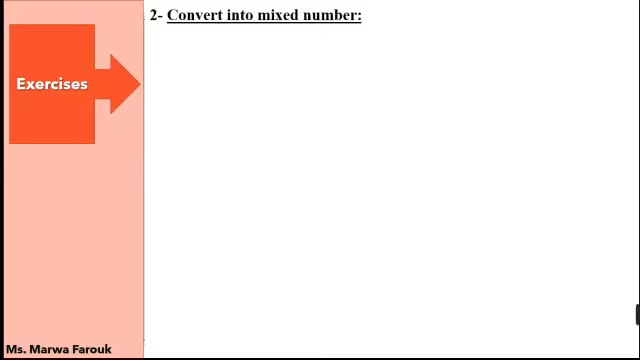 2- Convert into mixed number:
Exercises
Ms. Marwa Farouk